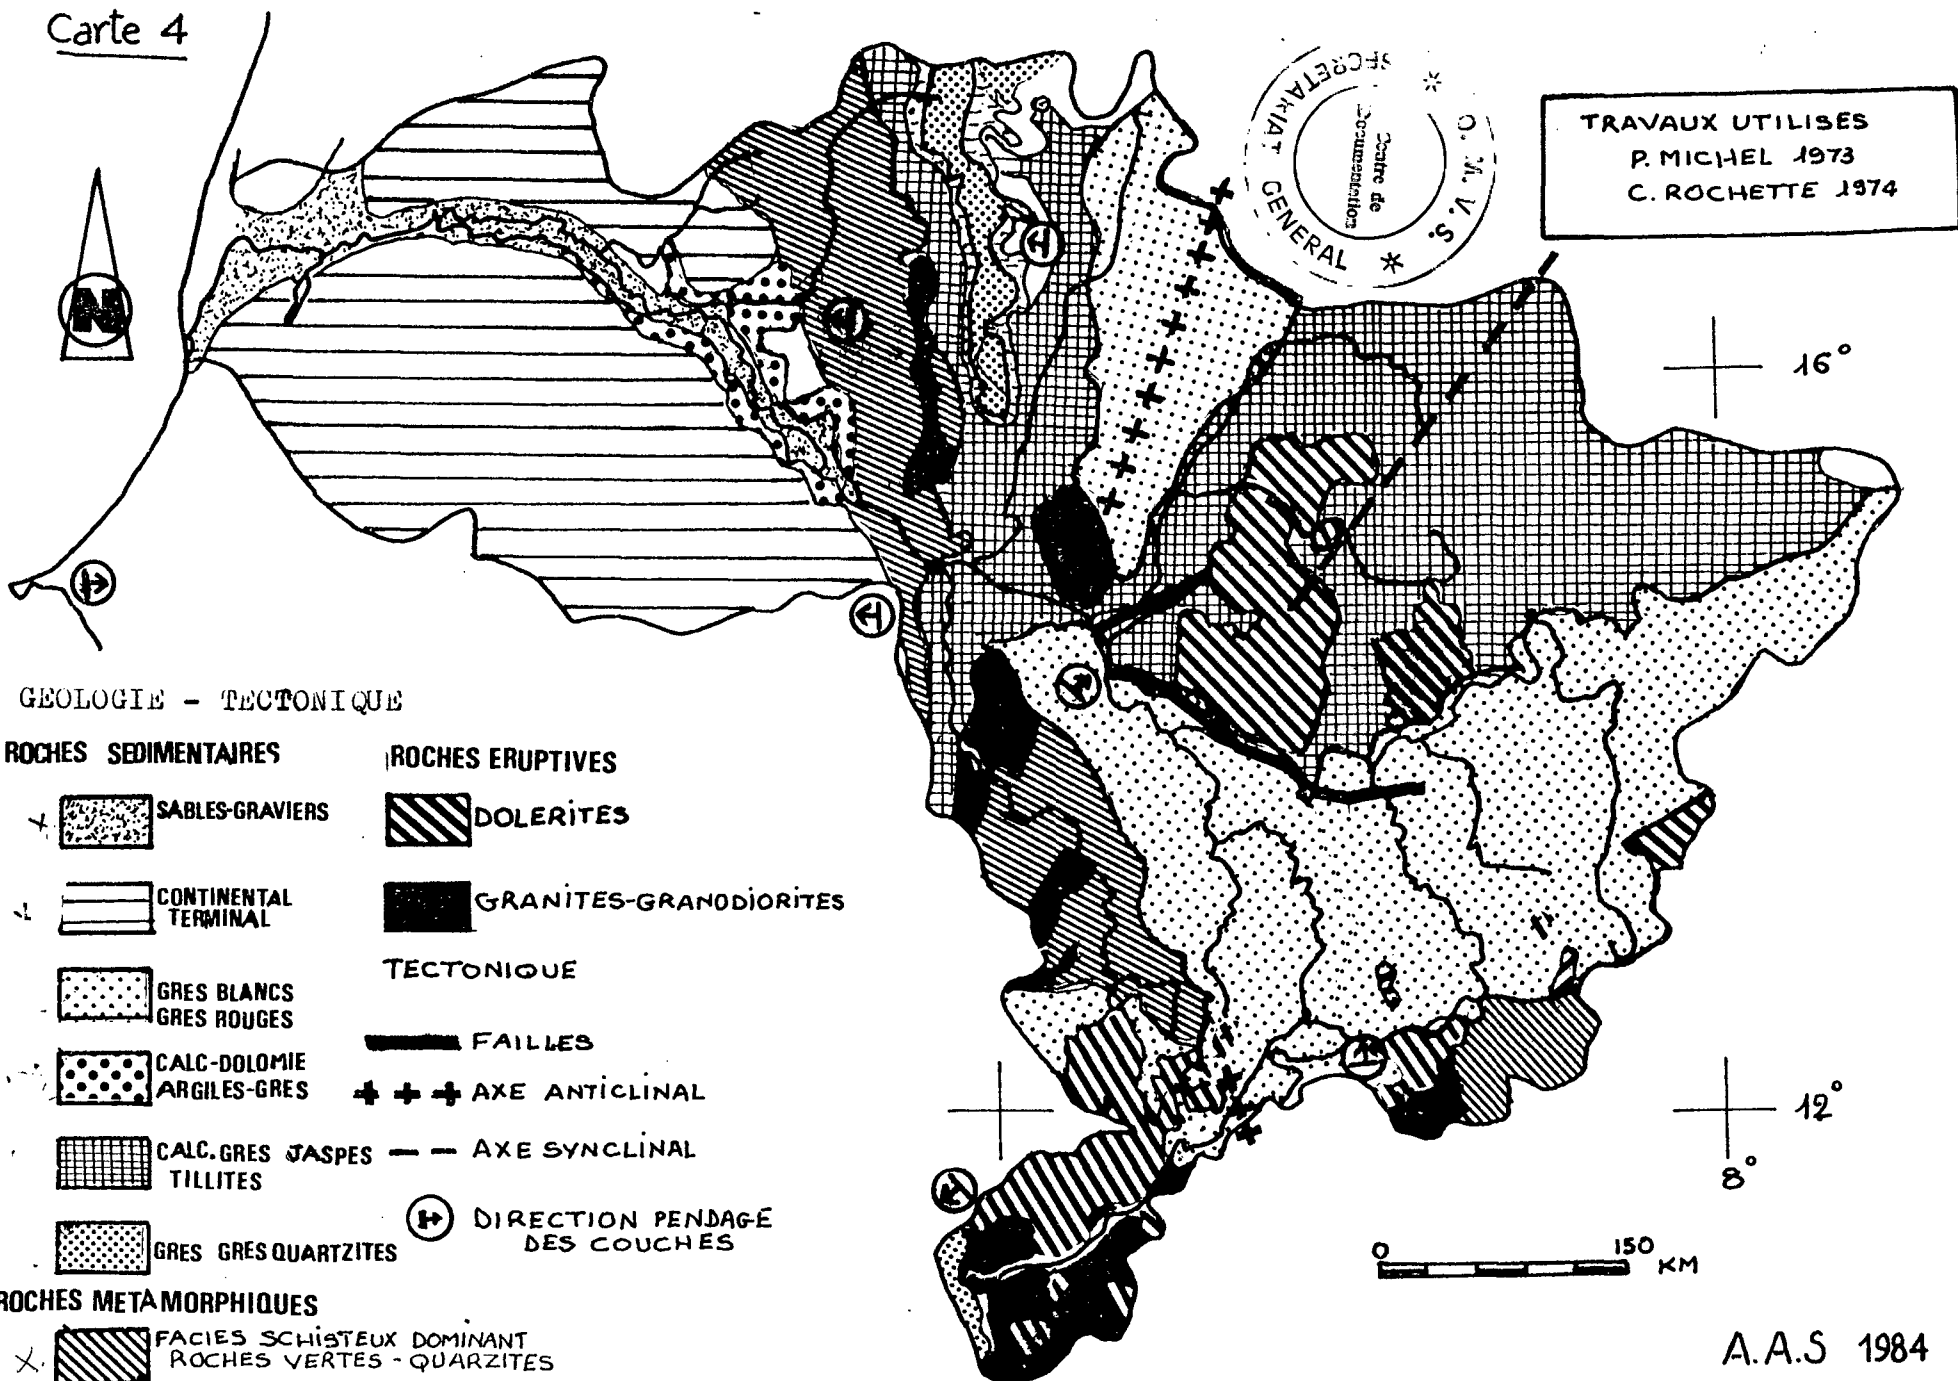 Carte 4
SECRETARIAT GENERAL
O. M. V. S.
Centre de
Documentation
TRAVAUX UTILISES
P. MICHEL 1973
C. ROCHETTE 1974
N
16°
GEOLOGIE - TECTONIQUE
ROCHES SEDIMENTAIRES
SABLES-GRAVIERS
CONTINENTAL
TERMINAL
GRES BLANCS
GRES ROUGES
CALC-DOLOMIE
ARGILES-GRES
CALC. GRES JASPES
TILLITES
GRES GRES QUARTZITES
ROCHES METAMORPHIQUES
FACIES SCHISTEUX DOMINANT
ROCHES VERTES - QUARZITES
ROCHES ERUPTIVES
DOLERITES
GRANITES-GRANODIORITES
TECTONIQUE
FAILLES
AXE ANTICLINAL
AXE SYNCLINAL
DIRECTION PENDAGE
DES COUCHES
12°
8°
0 150
KM
A.A.S 1984